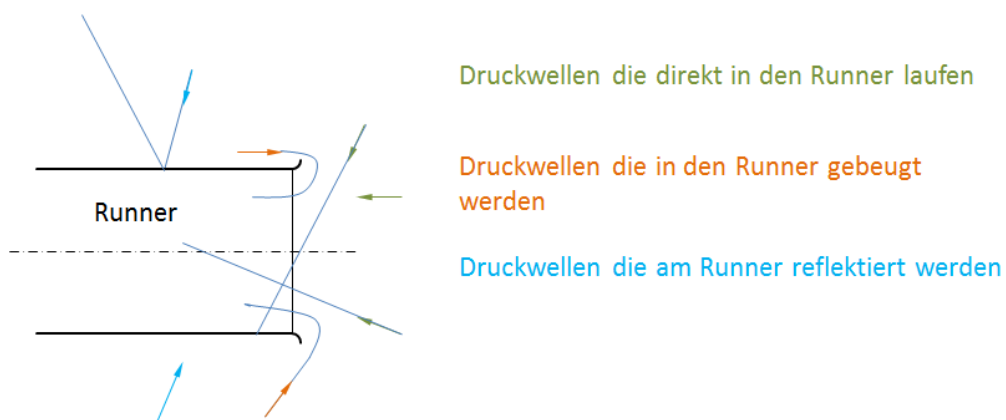 Druckwellen die direkt in den Runner laufen
Druckwellen die in den Runner gebeugt
werden
Runner
Druckwellen die am Runner reflektiert werden